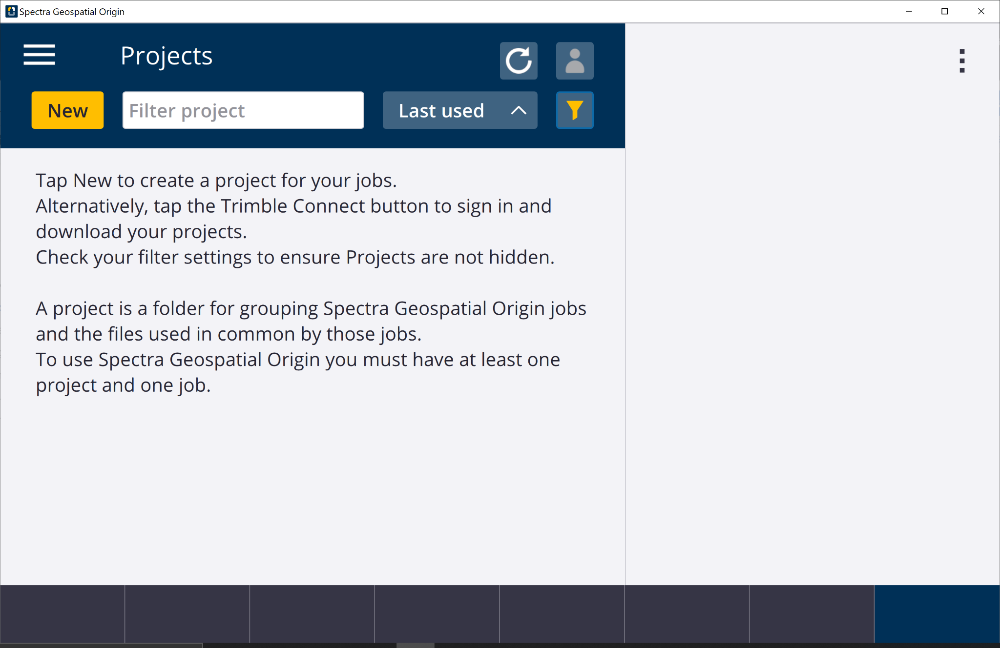 Spectra Geospatial Origin
Projects
New
Filter project
Last used
Tap New to create a project for your jobs.
Alternatively, tap the Trimble Connect button to sign in and
download your projects.
Check your filter settings to ensure Projects are not hidden.
A project is a folder for grouping Spectra Geospatial Origin jobs
and the files used in common by those jobs.
To use Spectra Geospatial Origin you must have at least one
project and one job.